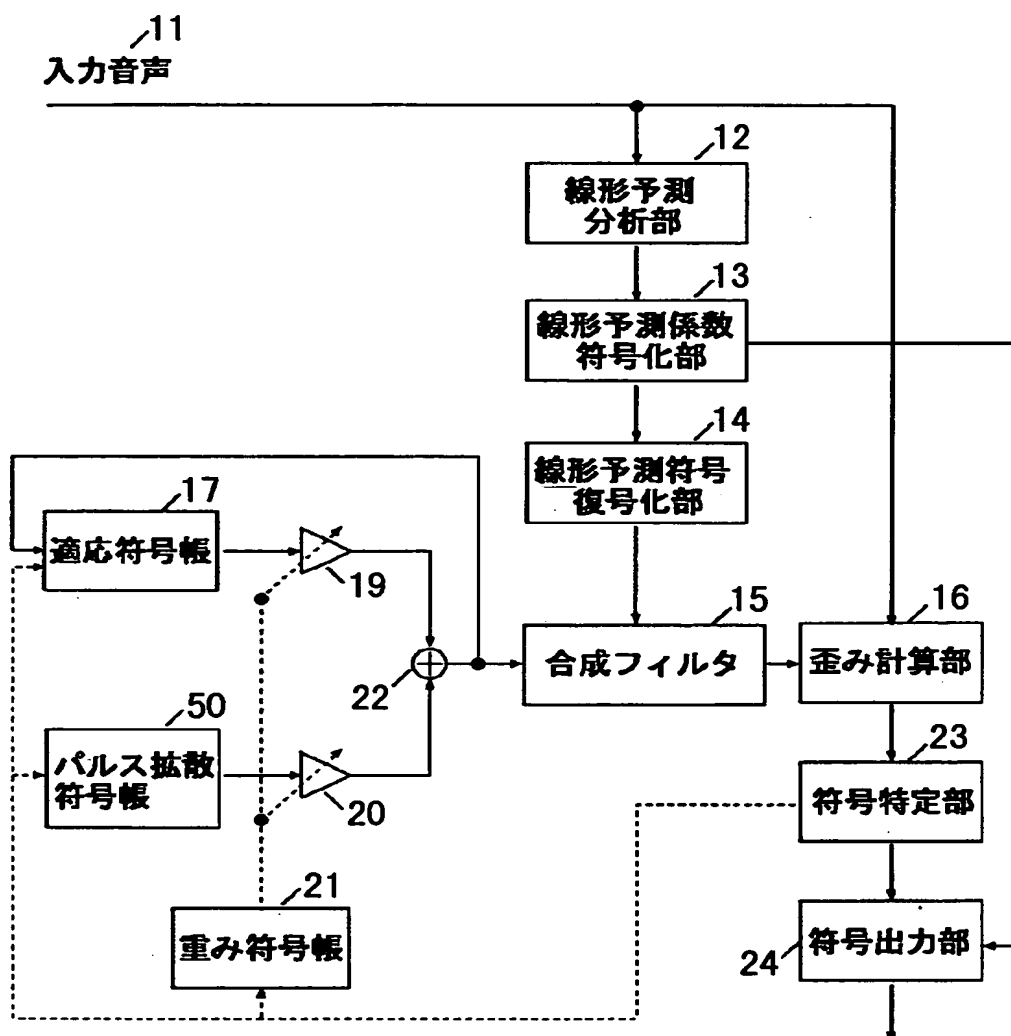 11
入力音声
12
線形予測
分析部
13
線形予測係数
符号化部
14
線形予測符号
復号化部
17
適応符号帳
19
15
合成フィルタ
16
歪み計算部
22
50
パルス拡散
符号帳
20
23
符号特定部
21
重み符号帳
24
符号出力部